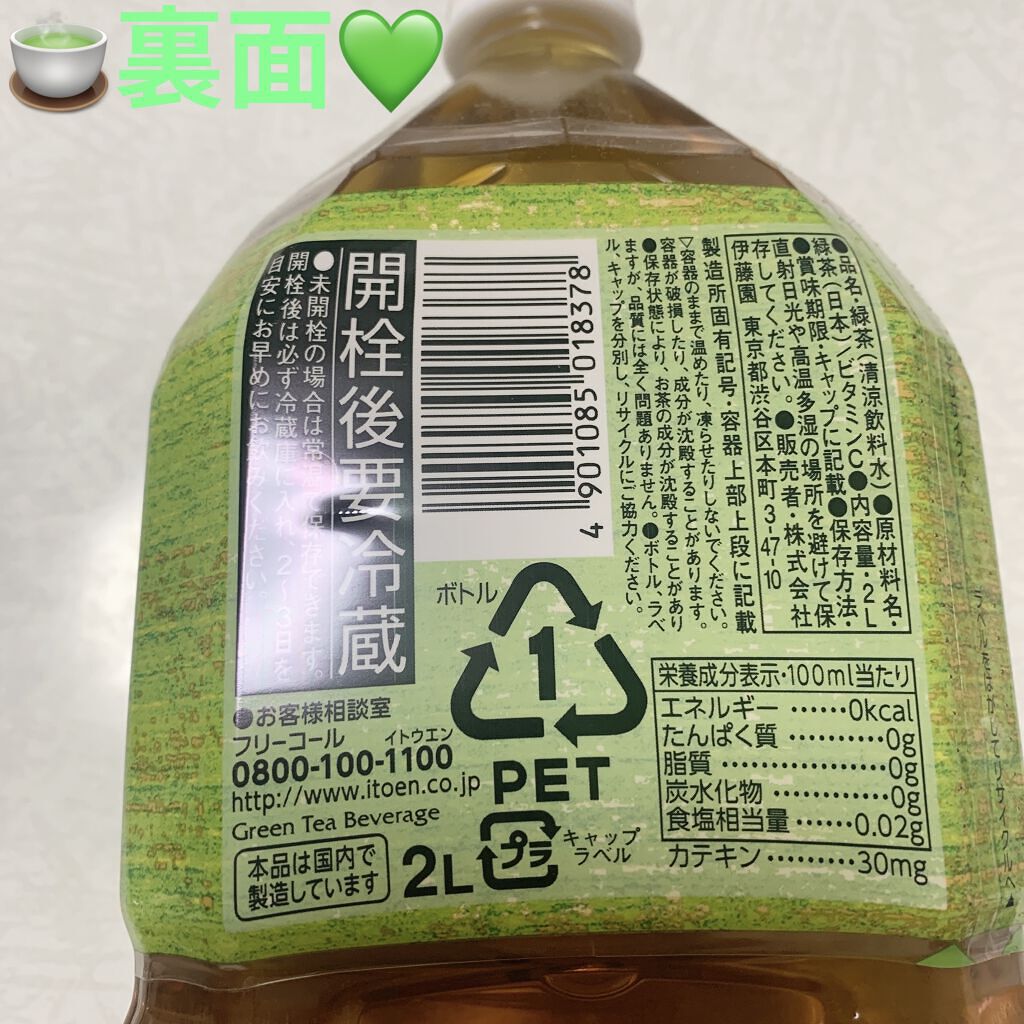 裏面
●品名・緑茶(清涼飲料水)●原材料名・
緑茶(日本)/ビタミンC●内容量・2L
●賞味期限・キャップに記載●保存方法・
直射日光や高温多湿の場所を避けて保
存してください。●販売者・株式会社
伊藤園 東京都渋谷区本町3-47-10
製造所固有記号・容器上部上段に記載
▽容器のままで温めたり、凍らせたりしないでください。
容器が破損したり、成分が沈殿することがあります。
●保存状態により、お茶の成分が沈殿することがあり
ますが、品質には全く問題ありません。●ボトル、ラベ
ル、キャップを分別し、リサイクルにご協力ください。
4 901085 018378
開栓後要冷蔵
●未開栓の場合は常温で保存できます。
開栓後は必ず冷蔵庫に入れ、2〜3日を
目安にお早めにお飲みください。
ボトル
1
PET
栄養成分表示・100ml当たり
エネルギー ……0kcal
たんぱく質 …………0g
脂質 ………………0g
炭水化物 …………0g
食塩相当量 ……0.02g
カテキン ………30mg
●お客様相談室
フリーコール イトウエン
0800-100-1100
http://www.itoen.co.jp
Green Tea Beverage
本品は国内で
製造しています
2L
プラ
キャップ
ラベル
ラベルをはがしてリサイクルへ▲